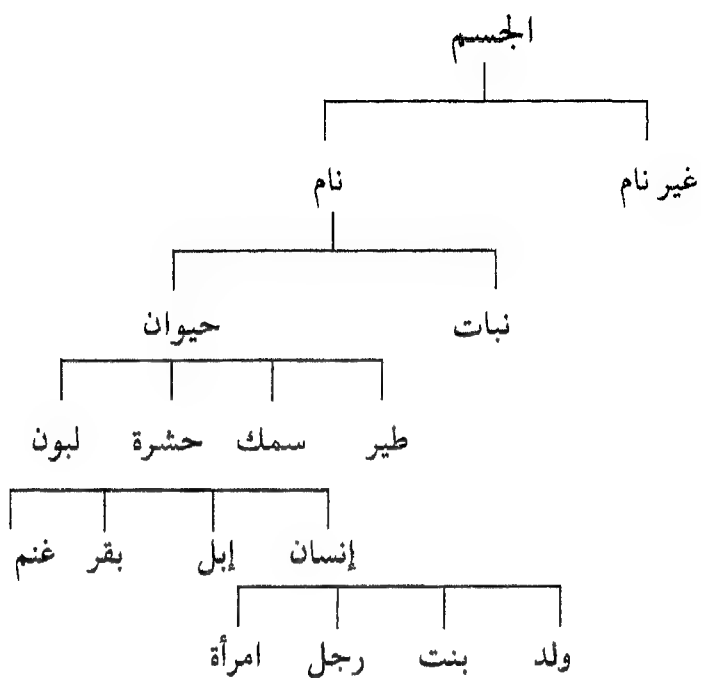 الجسم
غير نام نام
نبات حيوان
طير سمك حشرة لبون
إنسان إبل بقر غنم
ولد بنت رجل امرأة